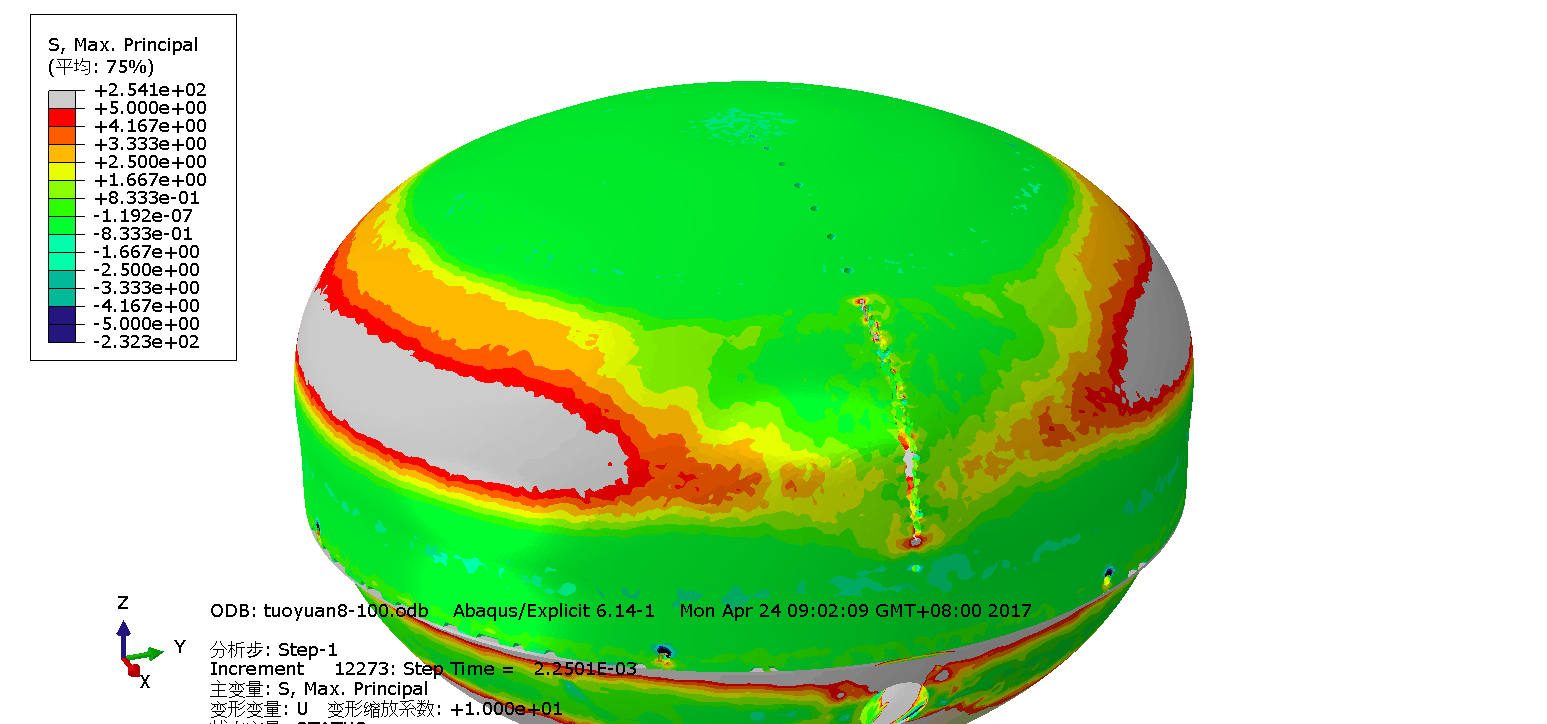 S, Max. Principal
(平均: 75%)
+2.541e+02
+5.000e+00
+4.167e+00
+3.333e+00
+2.500e+00
+1.667e+00
+8.333e-01
-1.192e-07
-8.333e-01
-1.667e+00
-2.500e+00
-3.333e+00
-4.167e+00
-5.000e+00
-2.323e+02
Z
Y
X
ODB: tuoyuan8-100.odb Abaqus/Explicit 6.14-1 Mon Apr 24 09:02:09 GMT+08:00 2017
分析步: Step-1
Increment 12273: Step Time = 2.2501E-03
主变量: S, Max. Principal
变形变量: U 变形缩放系数: +1.000e+01